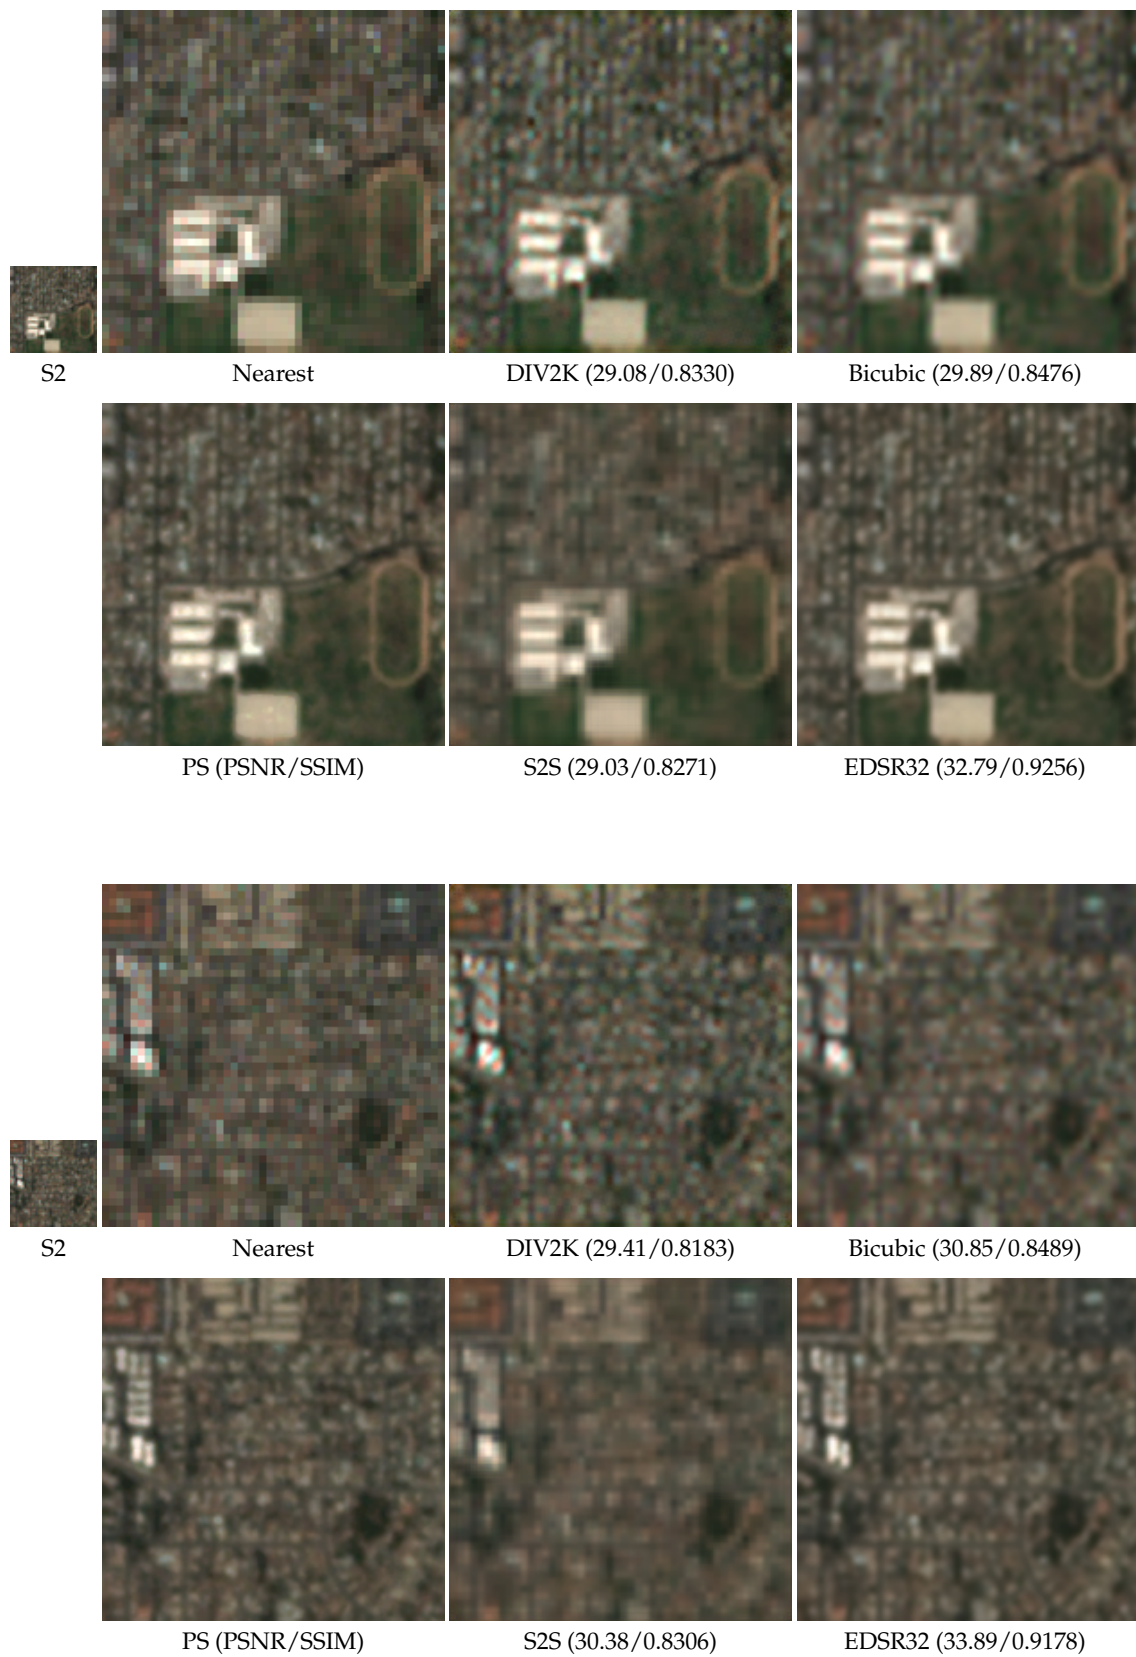 S2
Nearest
DIV2K (29.08/0.8330)
Bicubic (29.89/0.8476)
PS (PSNR/SSIM)
S2S (29.03/0.8271)
EDSR32 (32.79/0.9256)
S2
Nearest
DIV2K (29.41/0.8183)
Bicubic (30.85/0.8489)
PS (PSNR/SSIM)
S2S (30.38/0.8306)
EDSR32 (33.89/0.9178)